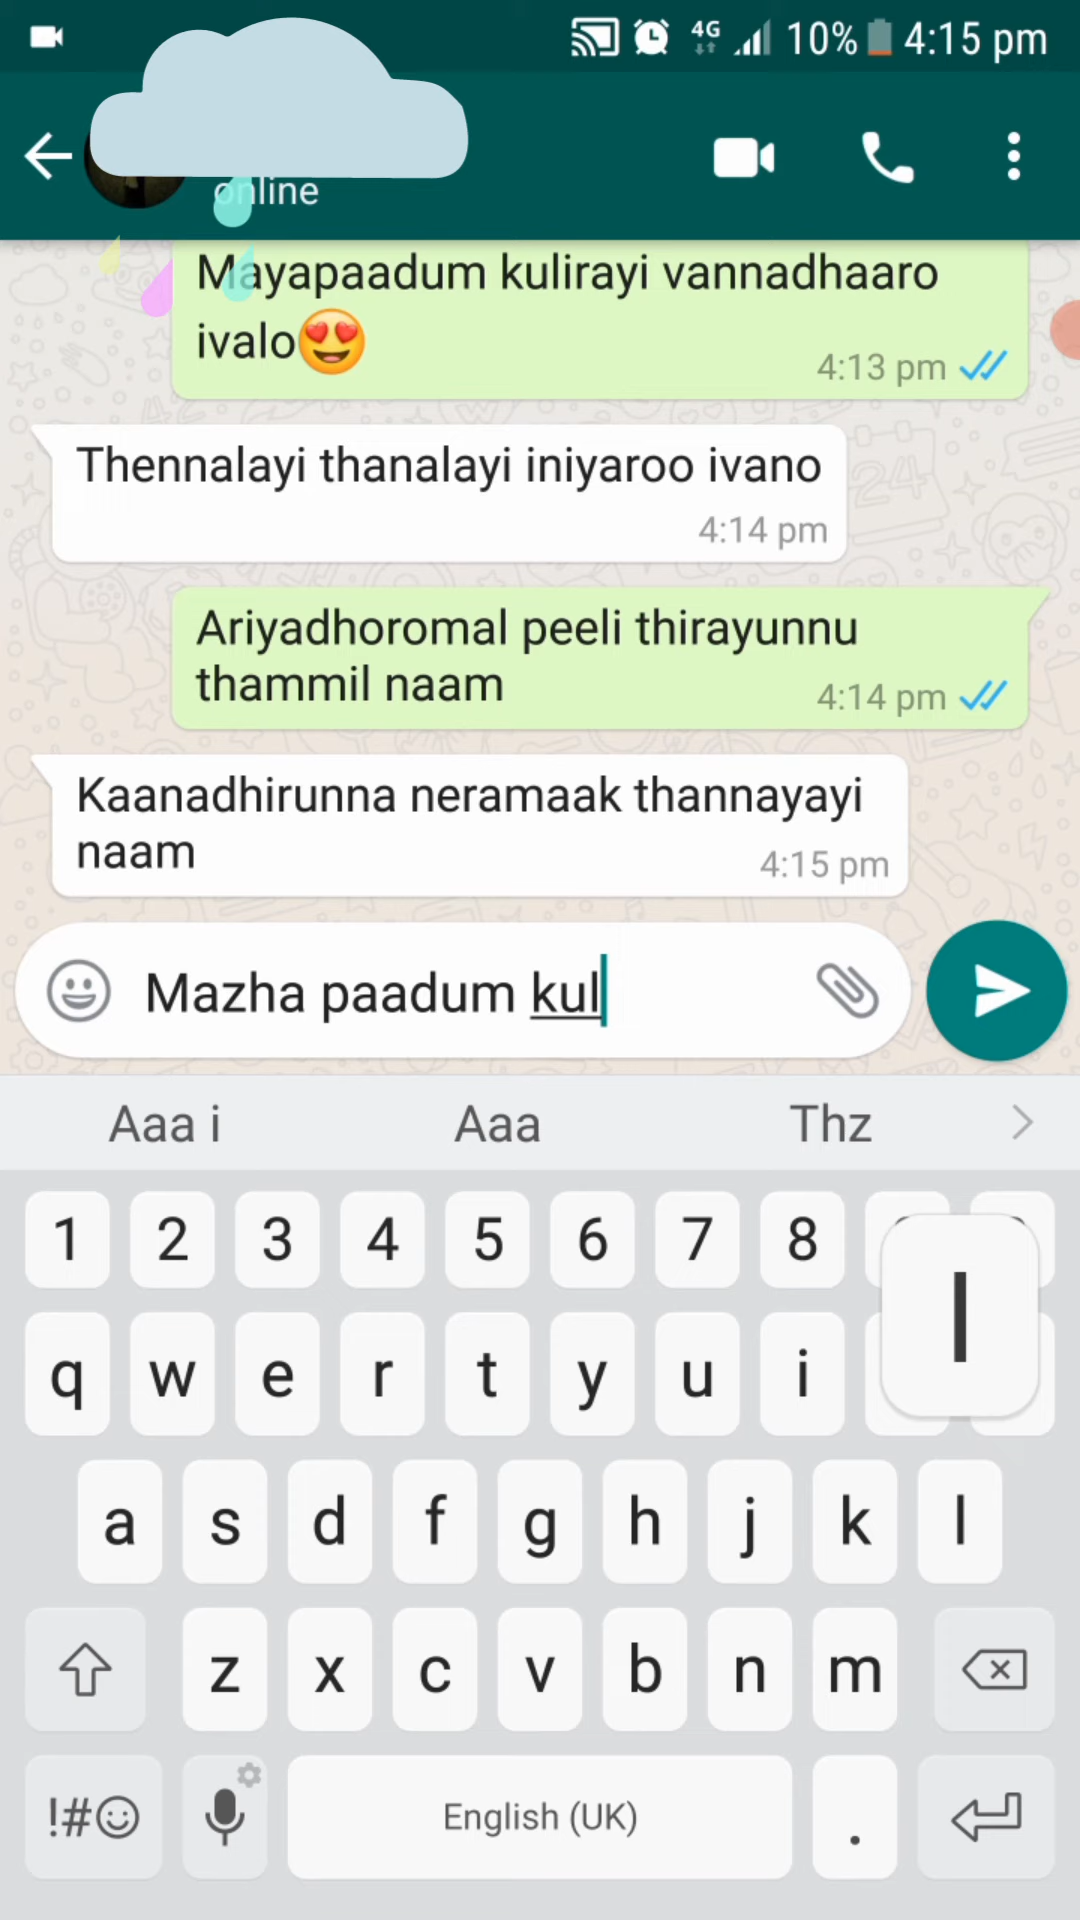 4G 10% 4:15 pm
online
Mayapaadum kulirayi vannadhaaro
ivalo😍
4:13 pm
Thennalayi thanalayi iniyaroo ivano
4:14 pm
Ariyadhoromal peeli thirayunnu
thammil naam
4:14 pm
Kaanadhirunna neramaak thannayayi
naam
4:15 pm
Mazha paadum kul
Aaa i Aaa Thz
1 2 3 4 5 6 7 8
l
q w e r t y u i
a s d f g h j k l
z x c v b n m
!#☺ English (UK) .